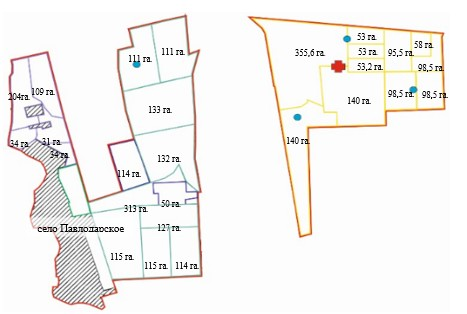 111 га.
111 га.
109 га.
204га.
133 га.
34 га.
31 га.
34 га.
132 га.
114 га.
50 га.
313 га.
село Павлодарское
127 га.
115 га.
115 га.
114 га.
53 га.
58 га.
355,6 га.
53 га.
95,5 га.
53,2 га.
98,5 га.
140 га.
98,5 га.
98,5 га.
140 га.